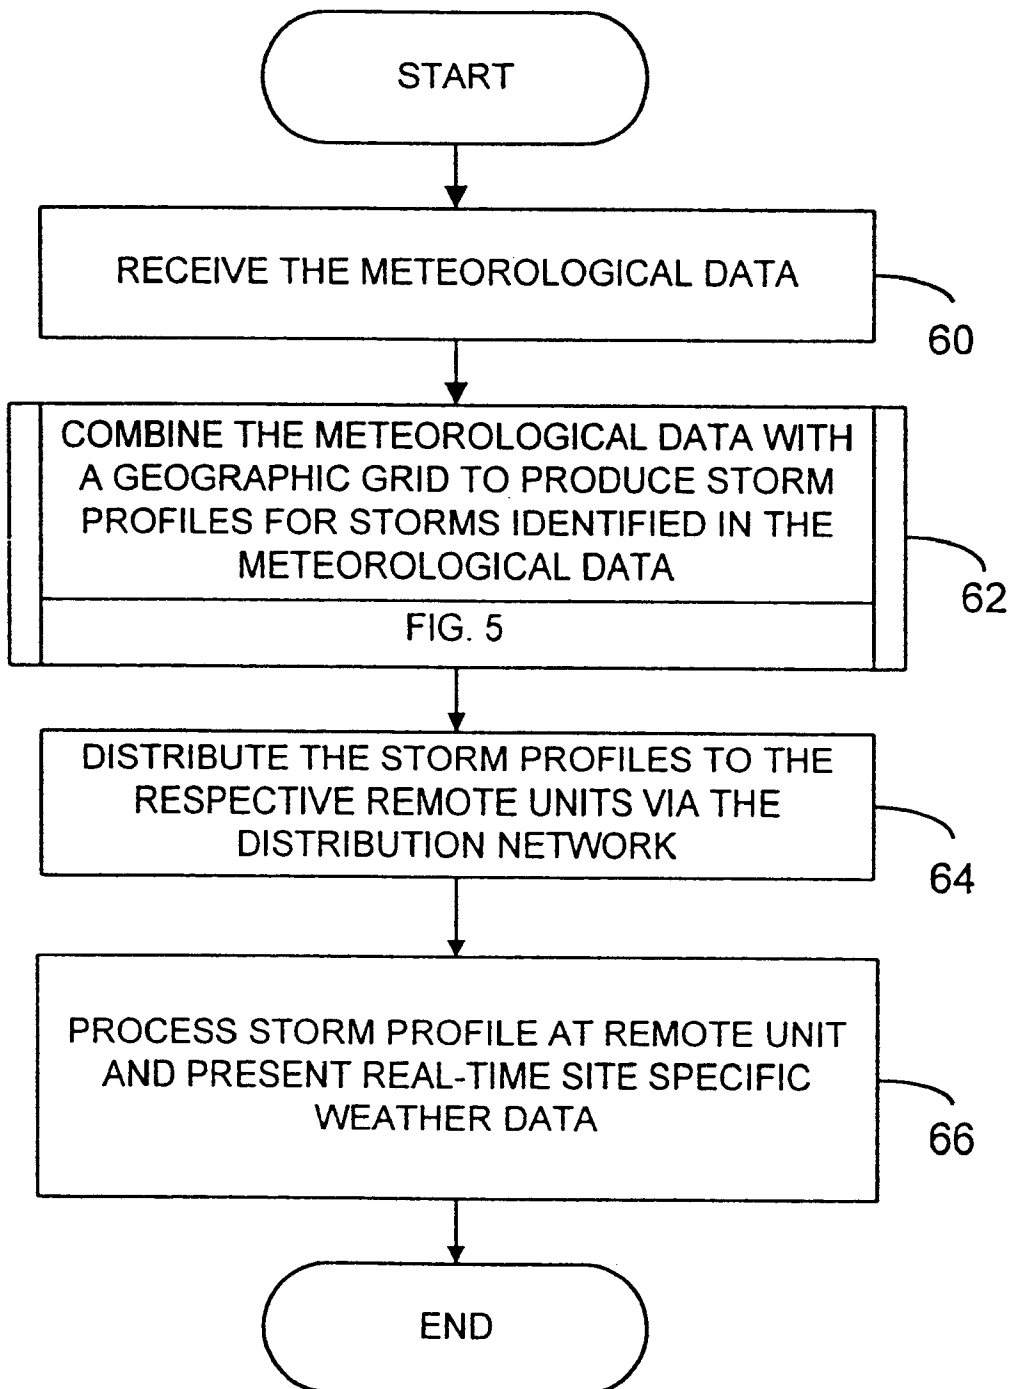 START
RECEIVE THE METEOROLOGICAL DATA
60
COMBINE THE METEOROLOGICAL DATA WITH
A GEOGRAPHIC GRID TO PRODUCE STORM
PROFILES FOR STORMS IDENTIFIED IN THE
METEOROLOGICAL DATA
62
FIG. 5
DISTRIBUTE THE STORM PROFILES TO THE
RESPECTIVE REMOTE UNITS VIA THE
DISTRIBUTION NETWORK
64
PROCESS STORM PROFILE AT REMOTE UNIT
AND PRESENT REAL-TIME SITE SPECIFIC
WEATHER DATA
66
END